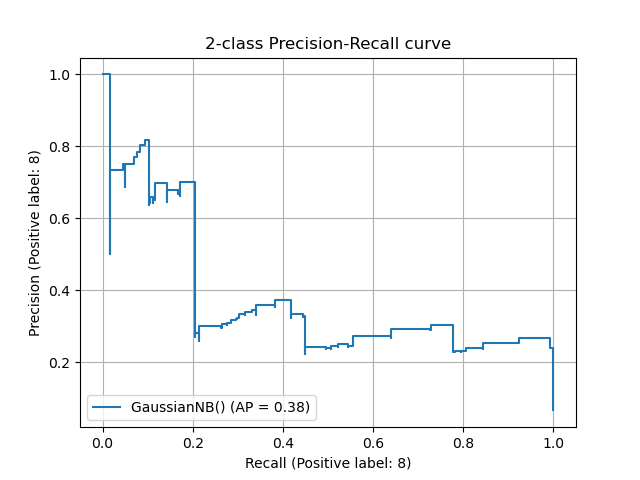 2-class Precision-Recall curve
1.0
0.8
0.6
0.4
0.2
Precision (Positive label: 8)
GaussianNB() (AP = 0.38)
0.0 0.2 0.4 0.6 0.8 1.0
Recall (Positive label: 8)